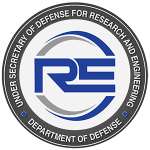 UNDER SECRETARY OF DEFENSE FOR RESEARCH AND ENGINEERING
RE
DEPARTMENT OF DEFENSE